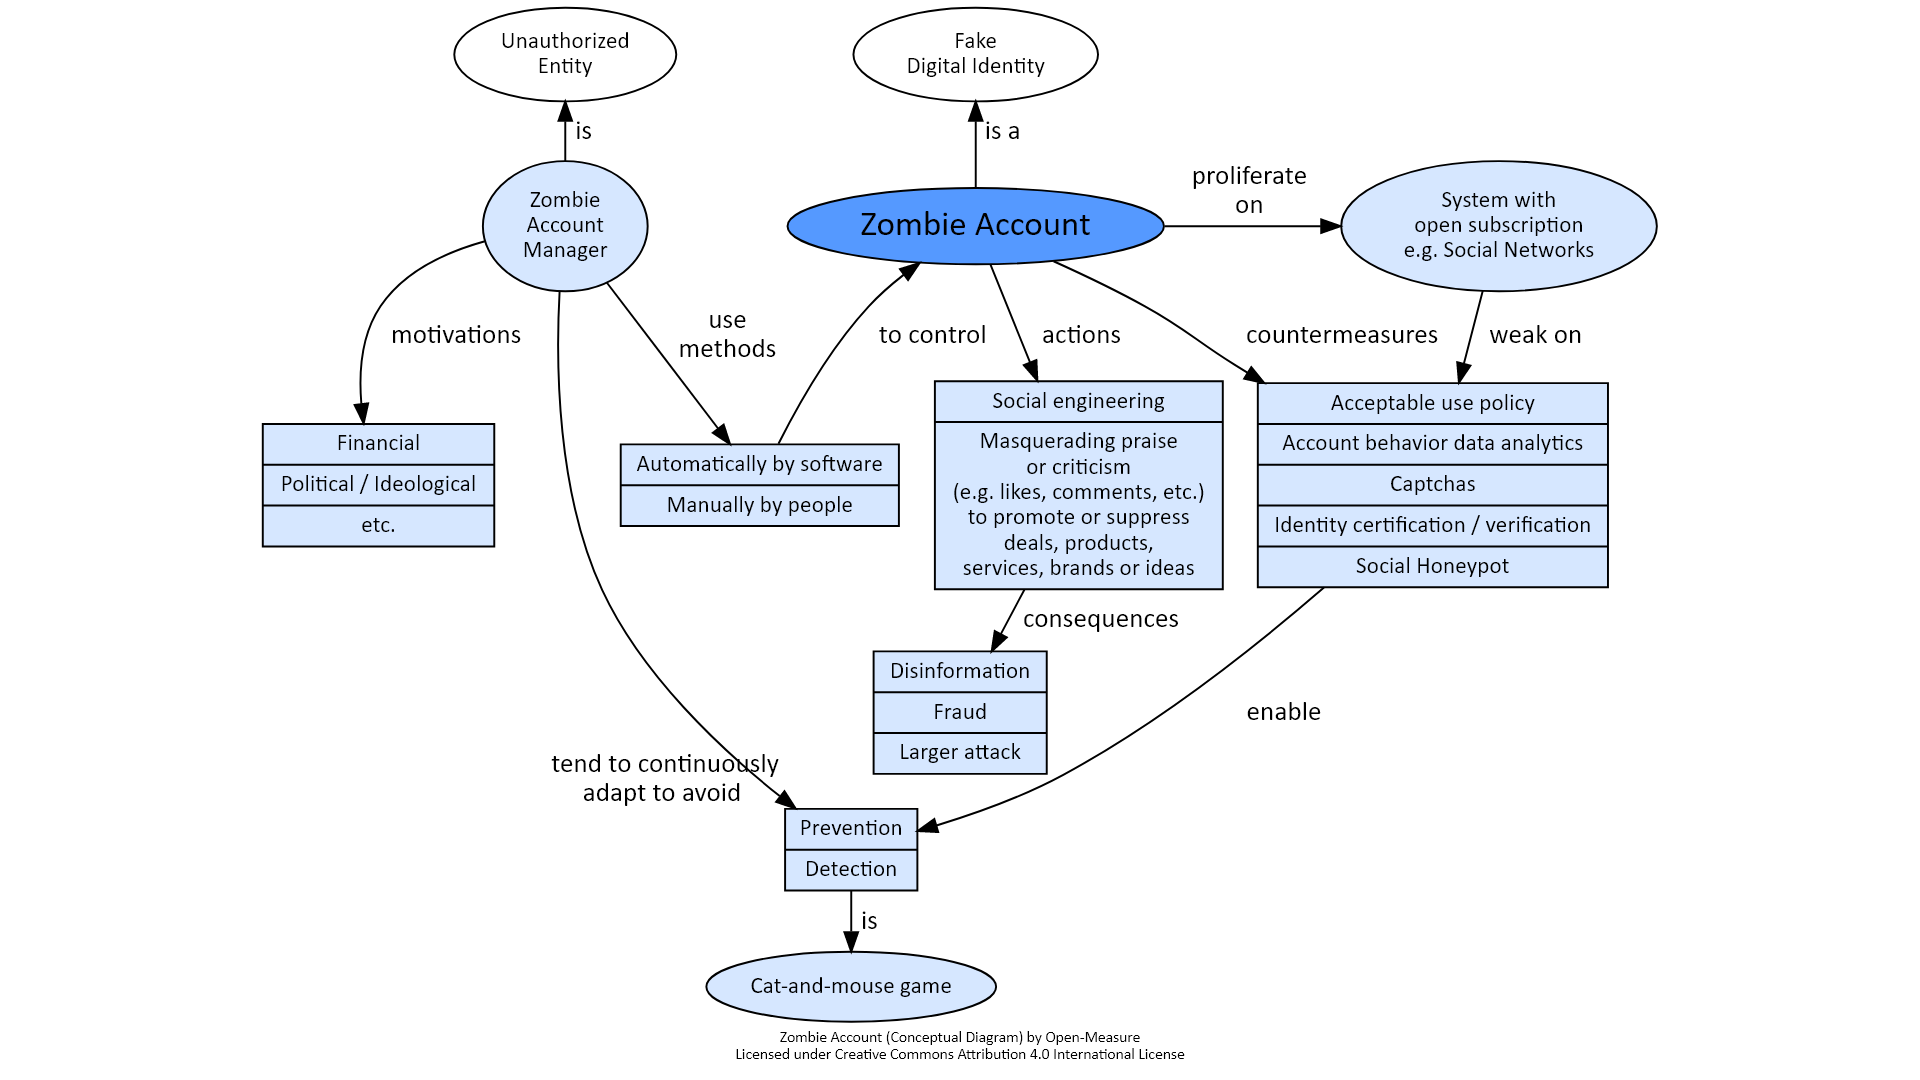 Unauthorized
Entity
Fake
Digital Identity
is
is a
Zombie
Account
Manager
Zombie Account
proliferate
on
System with
open subscription
e.g. Social Networks
motivations
use
methods
to control
actions
countermeasures
weak on
Financial
Political / Ideological
etc.
Automatically by software
Manually by people
Social engineering
Masquerading praise
or criticism
(e.g. likes, comments, etc.)
to promote or suppress
deals, products,
services, brands or ideas
Acceptable use policy
Account behavior data analytics
Captchas
Identity certification / verification
Social Honeypot
consequences
Disinformation
Fraud
Larger attack
enable
tend to continuously
adapt to avoid
Prevention
Detection
is
Cat-and-mouse game
Zombie Account (Conceptual Diagram) by Open-Measure
Licensed under Creative Commons Attribution 4.0 International License